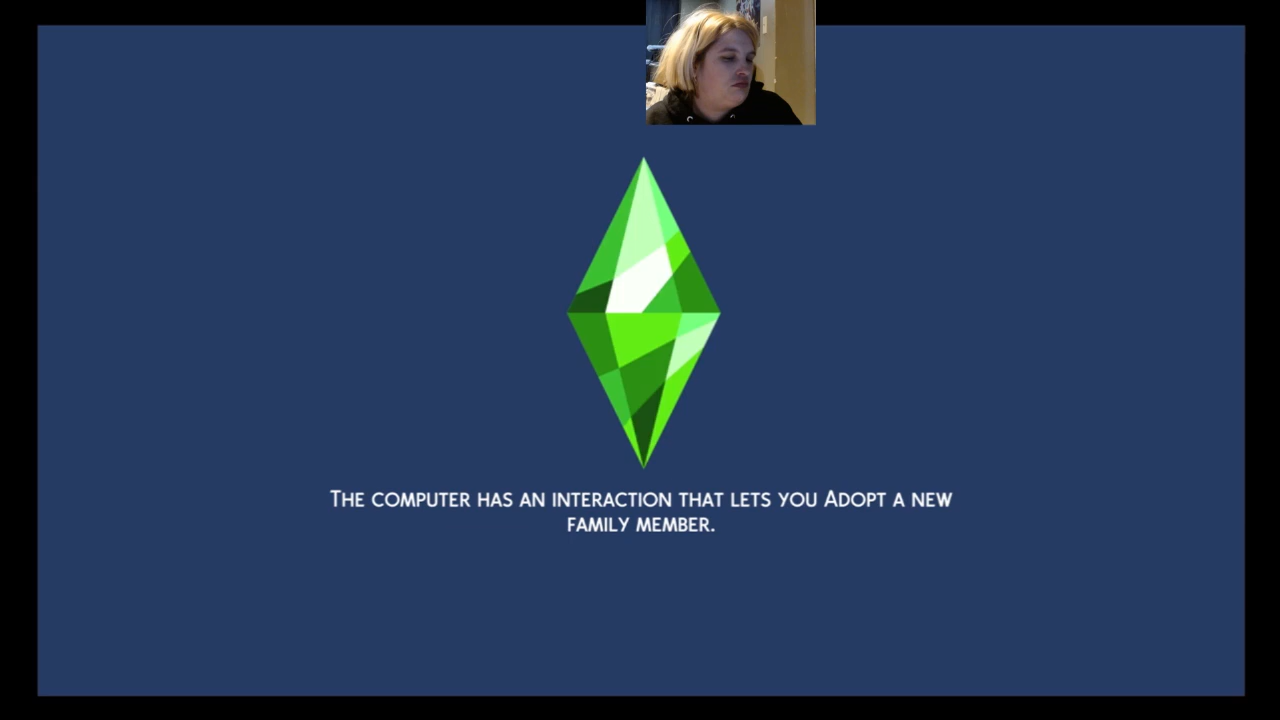 The computer has an interaction that lets you Adopt a new
family member.